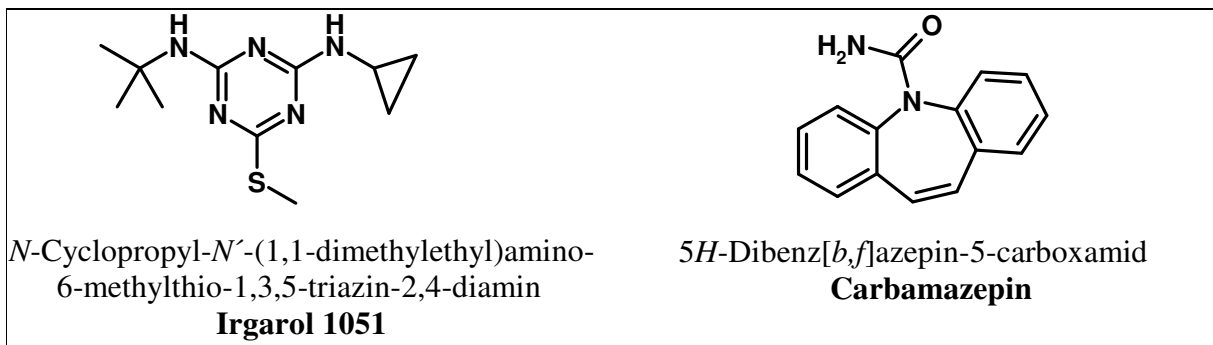 H N N N H N N N S
H₂N O N
N-Cyclopropyl-N´-(1,1-dimethylethyl)amino-
6-methylthio-1,3,5-triazin-2,4-diamin
Irgarol 1051
5H-Dibenz[b,f]azepin-5-carboxamid
Carbamazepin